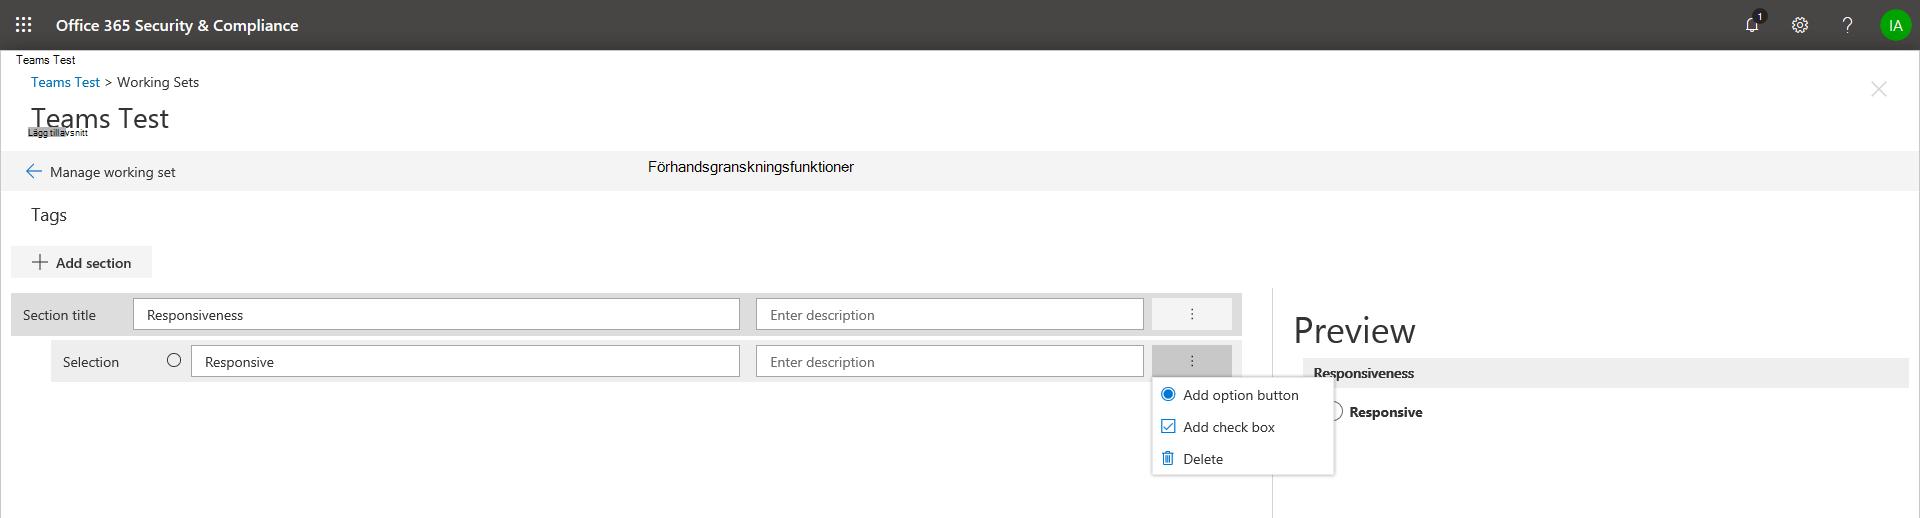 Office 365 Security & Compliance
1
IA
Teams Test
Teams Test > Working Sets
Teams Test
Lägg till avsnitt
Manage working set
Förhandsgranskningsfunktioner
Tags
Add section
Section title
Responsiveness
Enter description
Selection
Responsive
Enter description
Add option button
Add check box
Delete
Preview
Responsiveness
Responsive